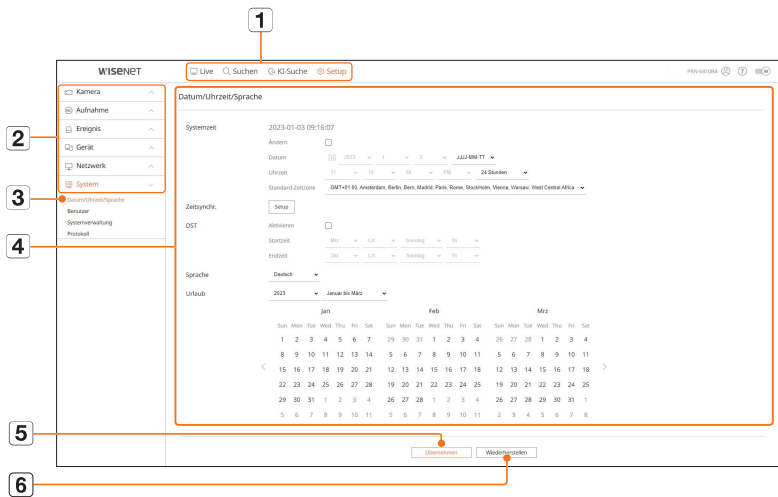 1
WISENET
Live Suchen KI-Suche Setup
PRN-6410B4
Kamera
Aufnahme
Ereignis
Gerät
Netzwerk
System
Datum/Uhrzeit/Sprache
Benutzer
Systemverwaltung
Protokoll
2
3
4
Datum/Uhrzeit/Sprache
Systemzeit 2023-01-03 09:16:07
Ändern
Datum 2023 1 3 JJJJ-MM-TT
Uhrzeit 17 16 PM 24 Stunden
Standard-Zeitzone GMT+01:00, Amsterdam, Berlin, Bern, Madrid, Paris, Rome, Stockholm, Vienna, Warsaw, West Central Africa
Zeitsynchr. Setup
DST Aktivieren
Startzeit Mrz Sonntag 1h
Endzeit Okt Sonntag 1h
Sprache Deutsch
Urlaub 2023 Januar bis März
Jan Feb Mrz
Sun Mon Tue Wed Thu Fri Sat Sun Mon Tue Wed Thu Fri Sat Sun Mon Tue Wed Thu Fri Sat
1 2 3 4 5 6 7 29 30 31 1 2 3 4 26 27 28 1 2 3 4
8 9 10 11 12 13 14 5 6 7 8 9 10 11 5 6 7 8 9 10 11
< 15 16 17 18 19 20 21 12 13 14 15 16 17 18 12 13 14 15 16 17 18 >
22 23 24 25 26 27 28 19 20 21 22 23 24 25 19 20 21 22 23 24 25
29 30 31 1 2 3 4 26 27 28 1 2 3 4 26 27 28 29 30 31 1
5 6 7 8 9 10 11 5 6 7 8 9 10 11 2 3 4 5 6 7 8
5
Übernehmen Wiederherstellen
6